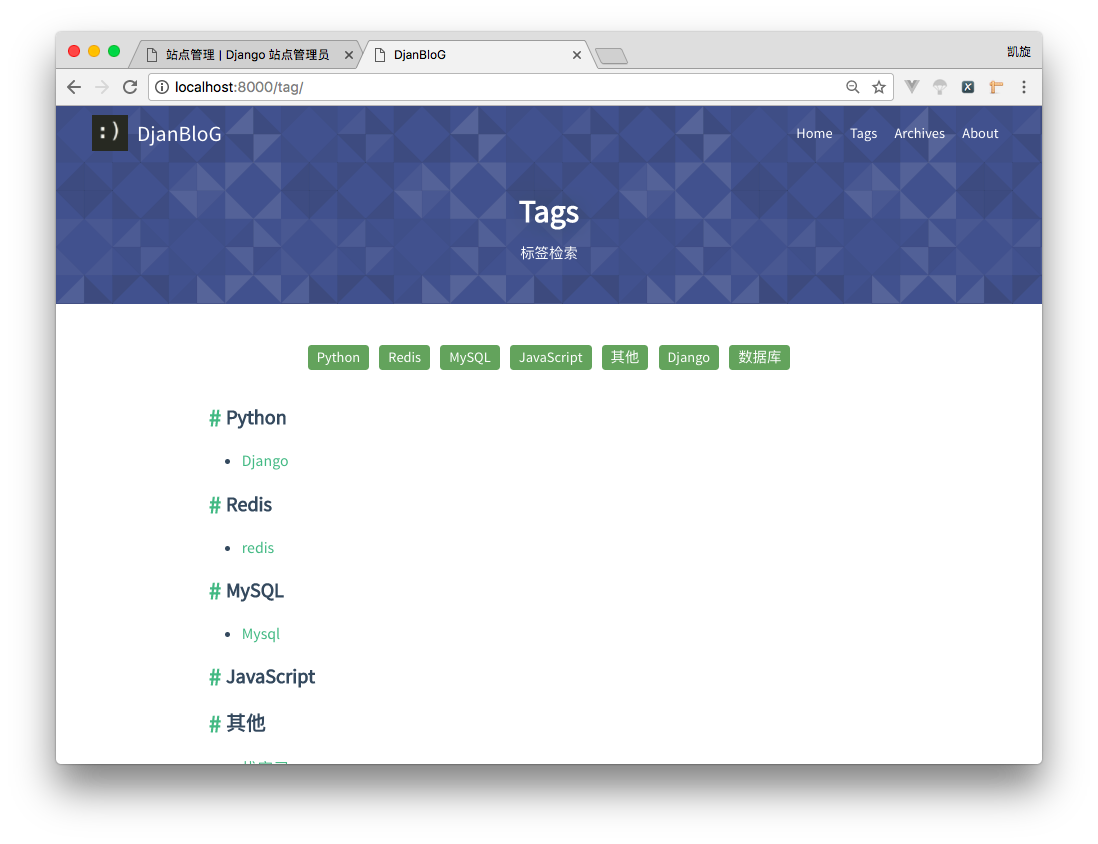 站点管理 | Django 站点管理员
DjanBloG
凯旋
localhost:8000/tag/
:)
DjanBloG
Home Tags Archives About
Tags
标签检索
Python Redis MySQL JavaScript 其他 Django 数据库
# Python
• Django
# Redis
• redis
# MySQL
• Mysql
# JavaScript
# 其他